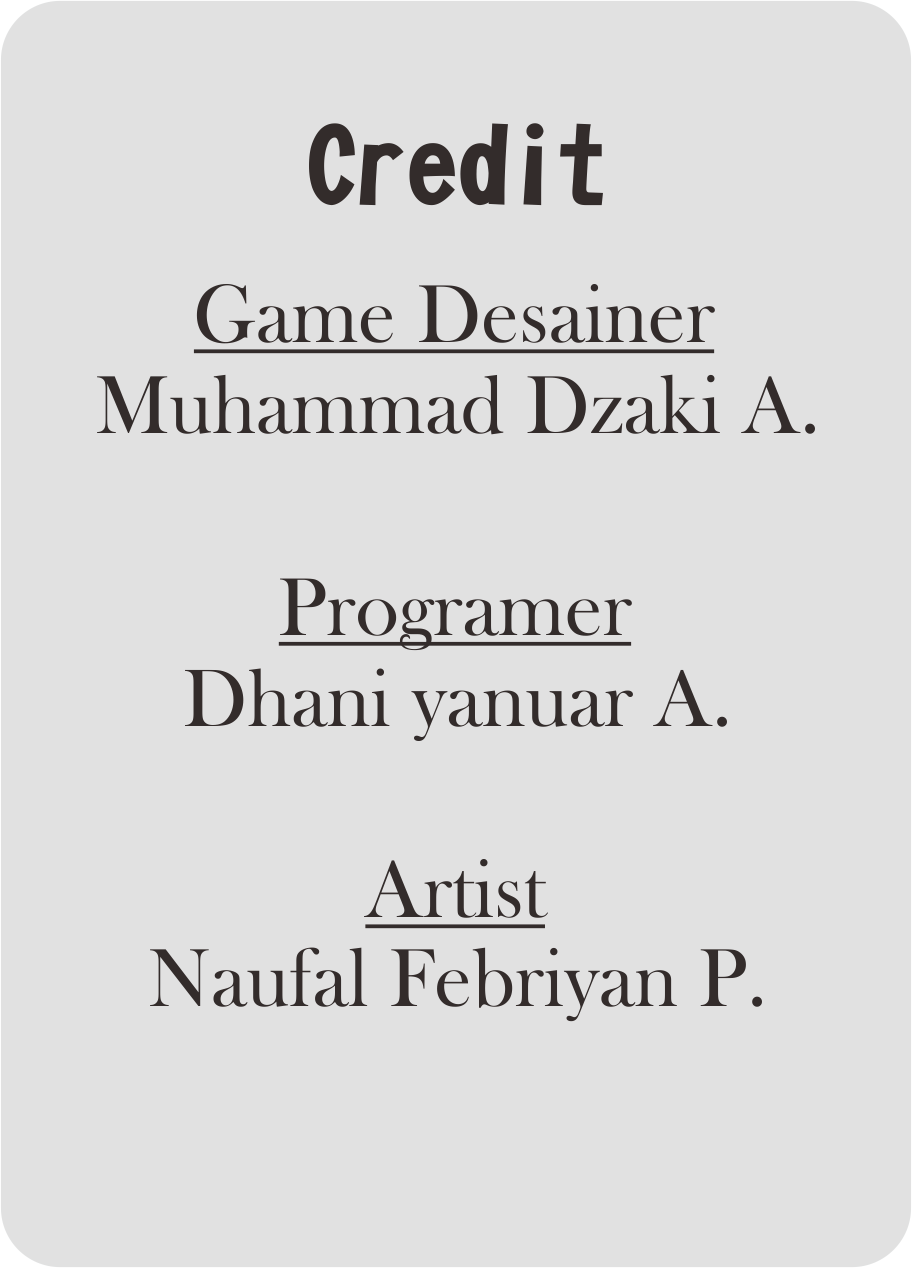 Credit
Game Desainer
Muhammad Dzaki A.
Programer
Dhani yanuar A.
Artist
Naufal Febriyan P.